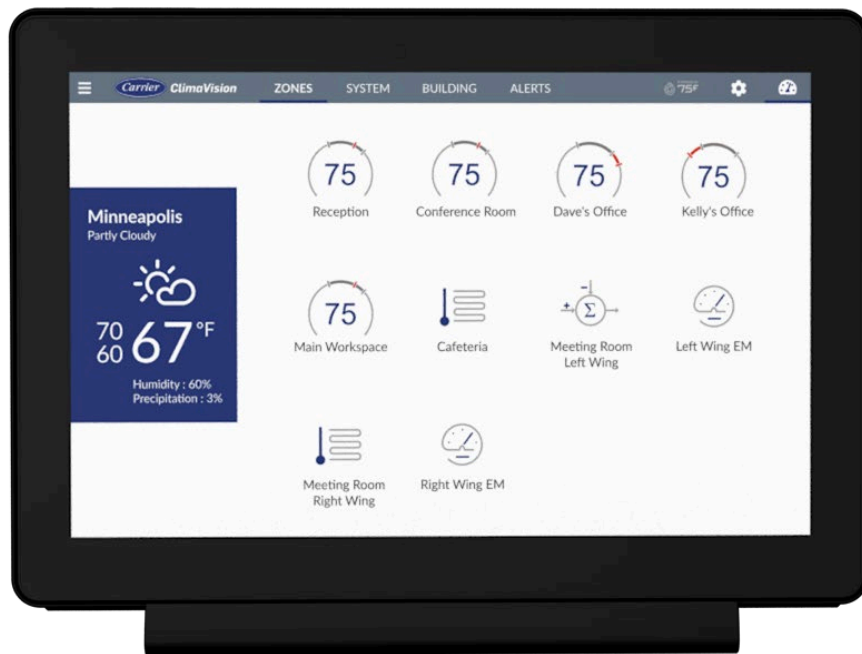 Carrier ClimaVision ZONES SYSTEM BUILDING ALERTS 75F
75 75 75 75
Reception Conference Room Dave's Office Kelly's Office
Minneapolis
Partly Cloudy
70
60
67 °F
Humidity : 60%
Precipitation : 3%
75
+ − Σ
Main Workspace Cafeteria Meeting Room
Left Wing Left Wing EM
Meeting Room
Right Wing Right Wing EM